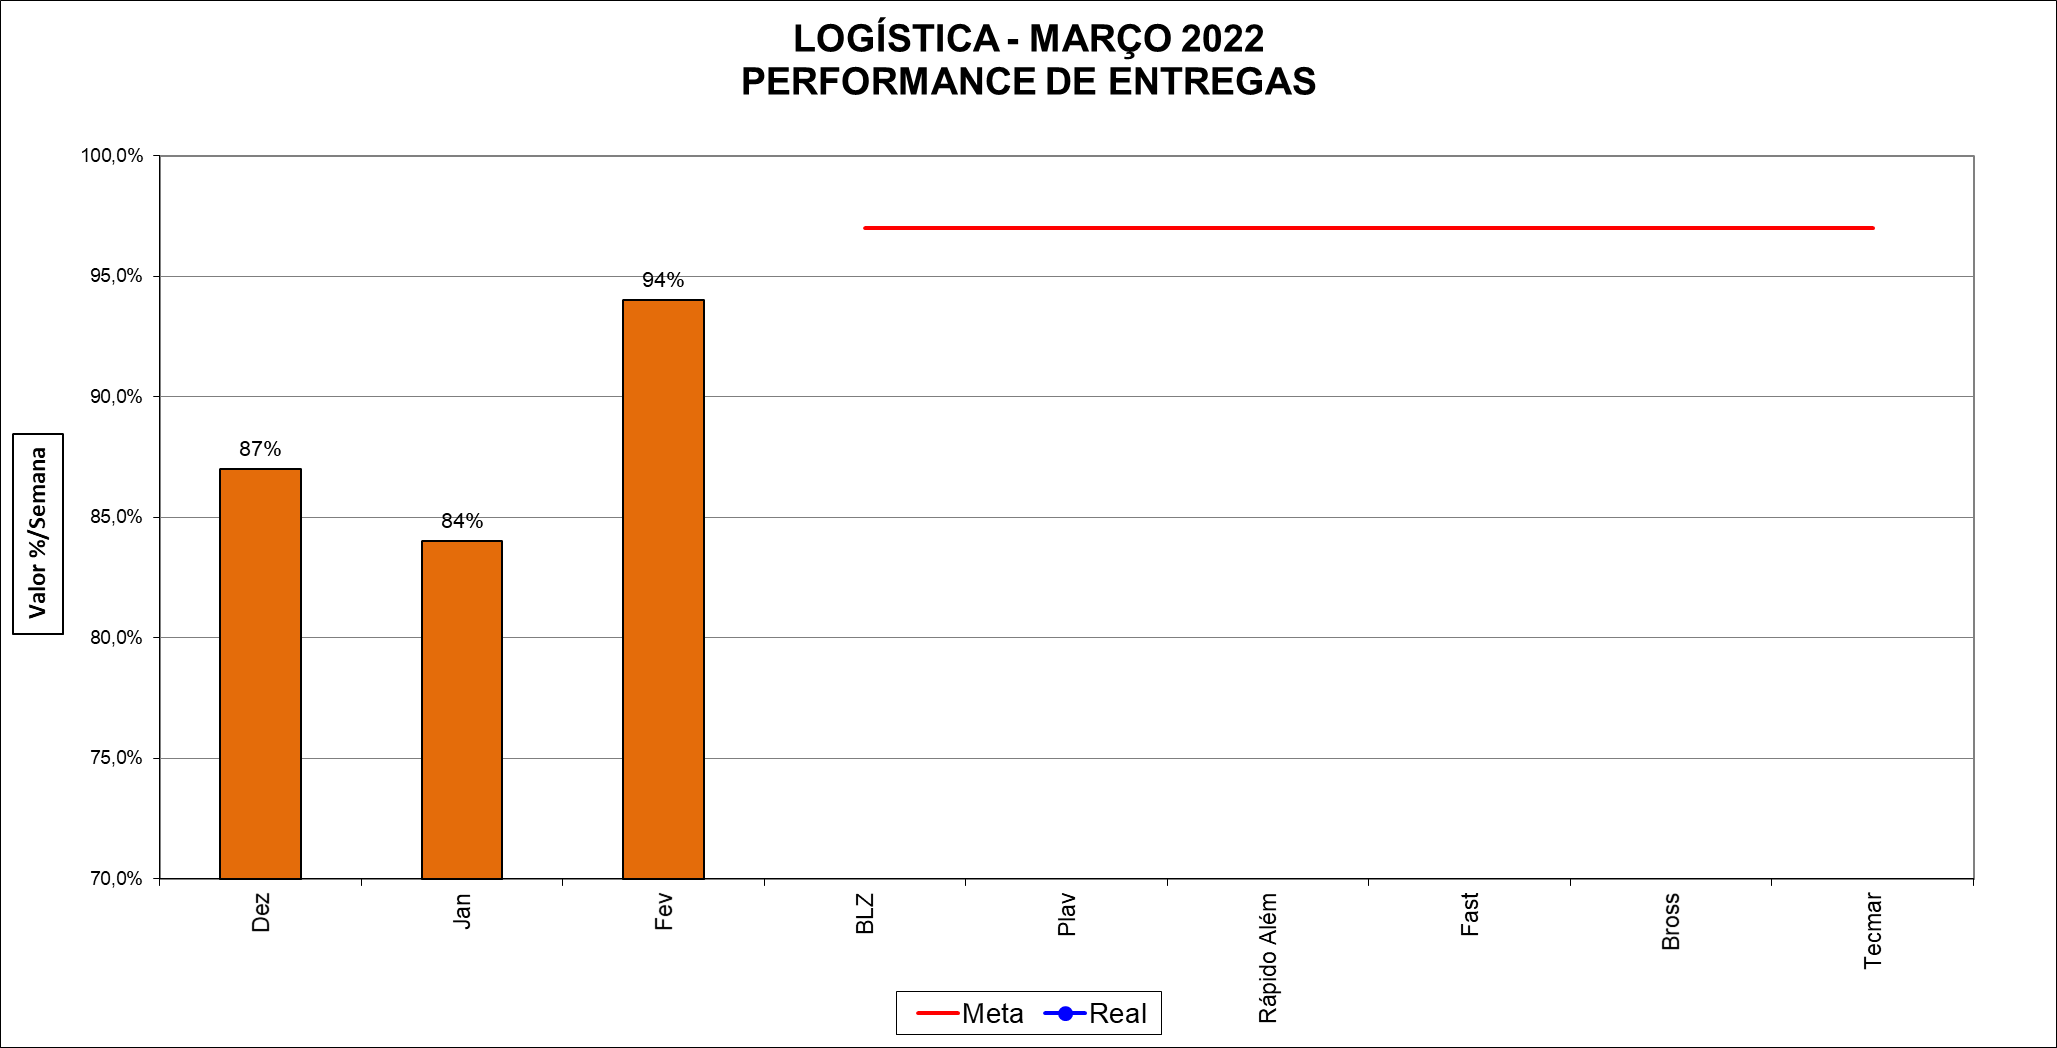 LOGÍSTICA - MARÇO 2022
PERFORMANCE DE ENTREGAS
100,0%
95,0%
90,0%
85,0%
80,0%
75,0%
70,0%
Valor %/Semana
87%
84%
94%
Dez
Jan
Fev
BLZ
Plav
Rápido Além
Fast
Bross
Tecmar
Meta
Real